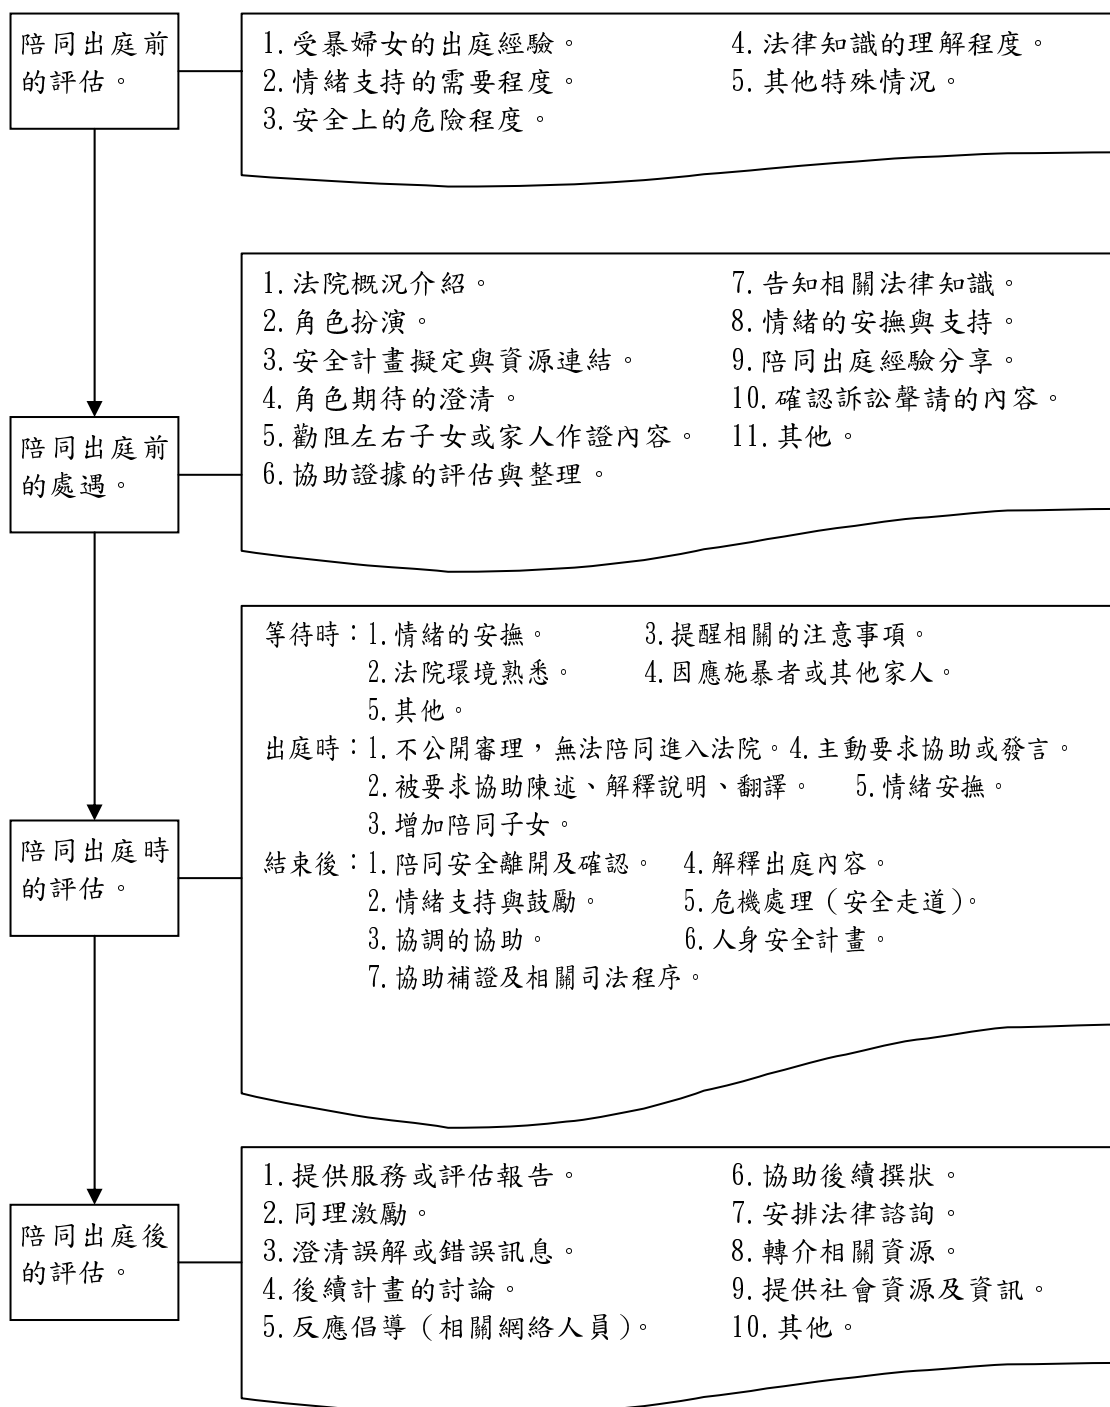 陪同出庭前
的評估。
1.受暴婦女的出庭經驗。 4.法律知識的理解程度。
2.情緒支持的需要程度。 5.其他特殊情況。
3.安全上的危險程度。
陪同出庭前
的處遇。
1.法院概況介紹。 7.告知相關法律知識。
2.角色扮演。 8.情緒的安撫與支持。
3.安全計畫擬定與資源連結。 9.陪同出庭經驗分享。
4.角色期待的澄清。 10.確認訴訟聲請的內容。
5.勸阻左右子女或家人作證內容。 11.其他。
6.協助證據的評估與整理。
陪同出庭時
的評估。
等待時：1.情緒的安撫。 3.提醒相關的注意事項。
2.法院環境熟悉。 4.因應施暴者或其他家人。
5.其他。
出庭時：1.不公開審理，無法陪同進入法院。4.主動要求協助或發言。
2.被要求協助陳述、解釋說明、翻譯。 5.情緒安撫。
3.增加陪同子女。
結束後：1.陪同安全離開及確認。 4.解釋出庭內容。
2.情緒支持與鼓勵。 5.危機處理（安全走道）。
3.協調的協助。 6.人身安全計畫。
7.協助補證及相關司法程序。
陪同出庭後
的評估。
1.提供服務或評估報告。 6.協助後續撰狀。
2.同理激勵。 7.安排法律諮詢。
3.澄清誤解或錯誤訊息。 8.轉介相關資源。
4.後續計畫的討論。 9.提供社會資源及資訊。
5.反應倡導（相關網絡人員）。 10.其他。